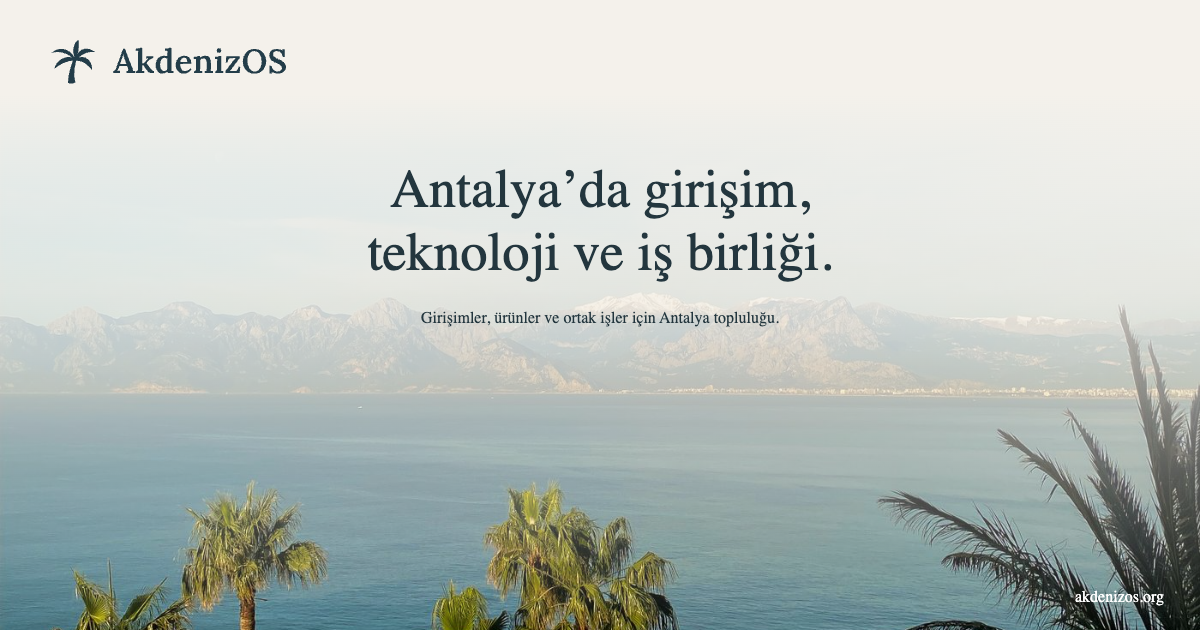 AkdenizOS
Antalya’da girişim,
teknoloji ve iş birliği.
Girişimler, ürünler ve ortak işler için Antalya topluluğu.
akdenizos.org